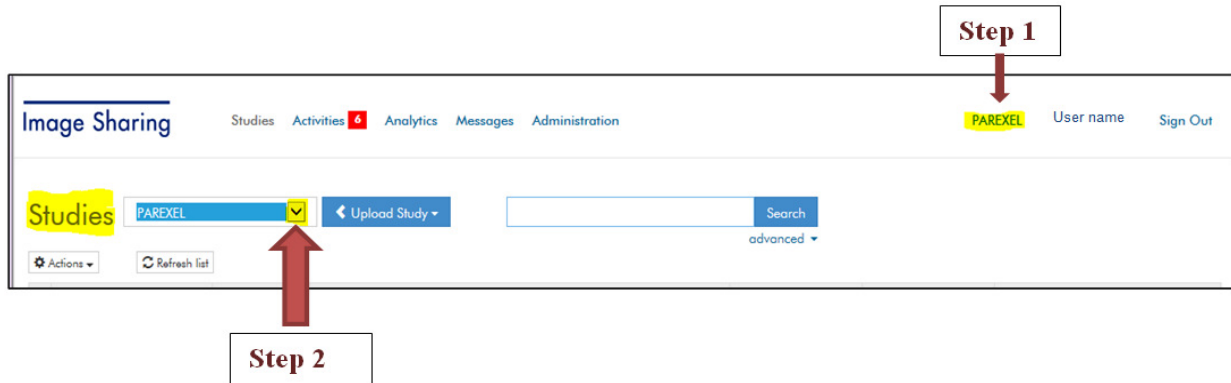 Step 1
Image Sharing Studies Activities 6 Analytics Messages Administration PAREXEL User name Sign Out
Studies PAREXEL Upload Study Search
advanced
Actions Refresh list
Step 2